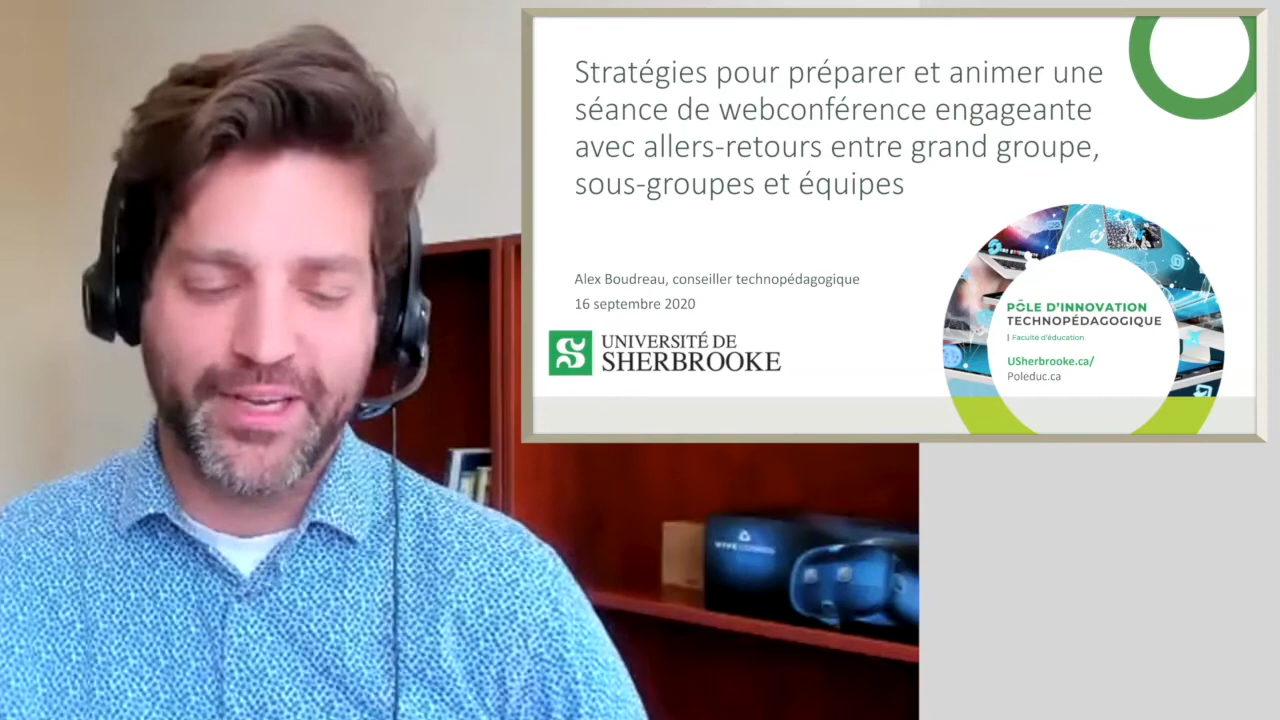 Stratégies pour préparer et animer une
séance de webconférence engageante
avec allers-retours entre grand groupe,
sous-groupes et équipes
Alex Boudreau, conseiller technopédagogique
16 septembre 2020
UNIVERSITÉ DE
SHERBROOKE
PÔLE D'INNOVATION
TECHNOPÉDAGOGIQUE
| Faculté d'éducation
USherbrooke.ca/
Poleduc.ca
VIVE COSMOS